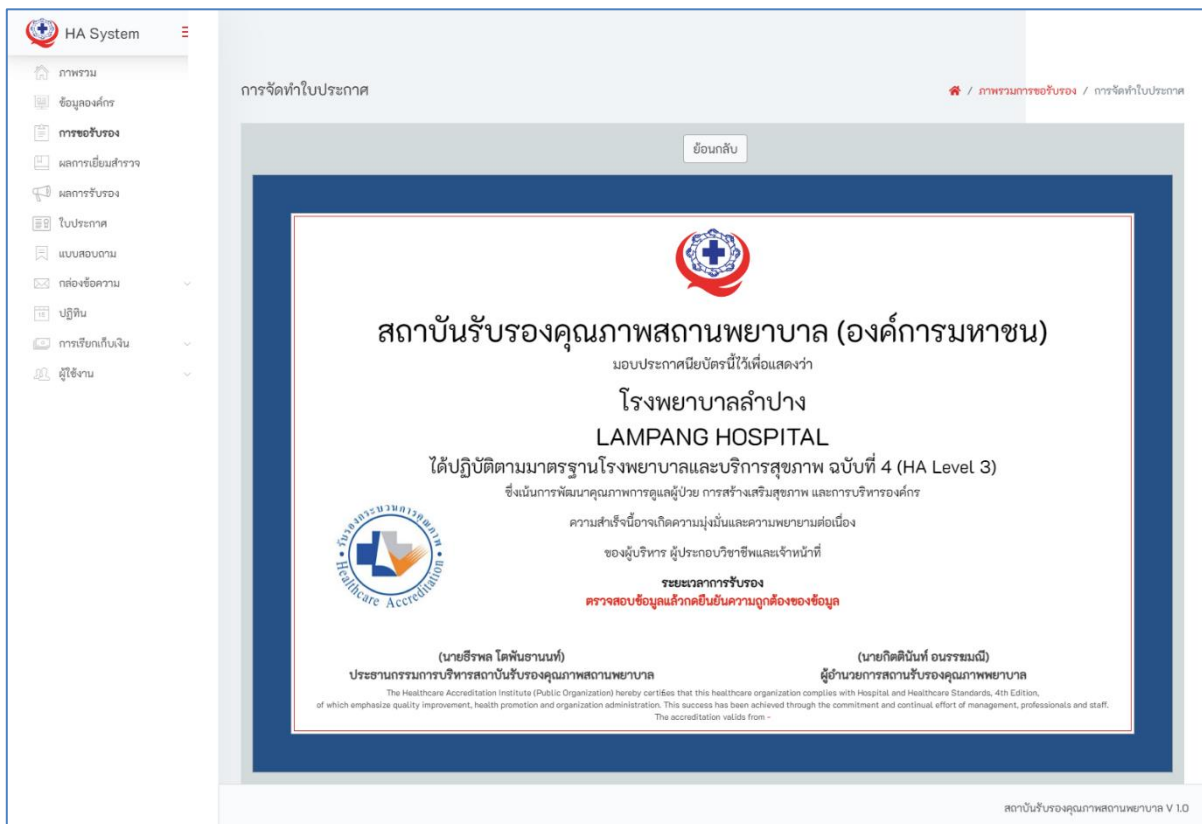 HA System
ภาพรวม
ข้อมูลองค์กร
การขอรับรอง
ผลการเยี่ยมสำรวจ
ผลการรับรอง
ใบประกาศ
แบบสอบถาม
กล่องข้อความ
ปฏิทิน
การเรียกเก็บเงิน
ผู้ใช้งาน
การจัดทำใบประกาศ
/ ภาพรวมการขอรับรอง / การจัดทำใบประกาศ
ย้อนกลับ
สถาบันรับรองคุณภาพสถานพยาบาล (องค์การมหาชน)
มอบประกาศนียบัตรนี้ไว้เพื่อแสดงว่า
โรงพยาบาลลำปาง
LAMPANG HOSPITAL
ได้ปฏิบัติตามมาตรฐานโรงพยาบาลและบริการสุขภาพ ฉบับที่ 4 (HA Level 3)
ซึ่งเน้นการพัฒนาคุณภาพการดูแลผู้ป่วย การสร้างเสริมสุขภาพ และการบริหารองค์กร
ความสำเร็จนี้อาจเกิดความมุ่งมั่นและความพยายามต่อเนื่อง
ของผู้บริหาร ผู้ประกอบวิชาชีพและเจ้าหน้าที่
รับรองกระบวนการคุณภาพ
Healthcare Accreditation
ระยะเวลาการรับรอง
ตรวจสอบข้อมูลแล้วกดยืนยันความถูกต้องของข้อมูล
(นายธีรพล โตพันธานนท์)
ประธานกรรมการบริหารสถาบันรับรองคุณภาพสถานพยาบาล
(นายกิตตินันท์ อนรรฆมณี)
ผู้อำนวยการสถานรับรองคุณภาพพยาบาล
The Healthcare Accreditation Institute (Public Organization) hereby certifies that this healthcare organization complies with Hospital and Healthcare Standards, 4th Edition,
of which emphasize quality improvement, health promotion and organization administration. This success has been achieved through the commitment and continual effort of management, professionals and staff.
The accreditation valids from -
สถาบันรับรองคุณภาพสถานพยาบาล V 1.0